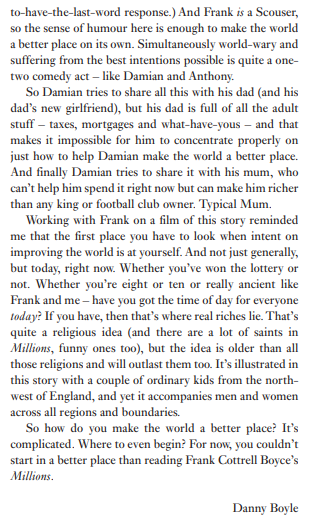 to-have-the-last-word response.) And Frank is a Scouser,
so the sense of humour here is enough to make the world
a better place on its own. Simultaneously world-wary and
suffering from the best intentions possible is quite a one-
two comedy act – like Damian and Anthony.
So Damian tries to share all this with his dad (and his
dad's new girlfriend), but his dad is full of all the adult
stuff – taxes, mortgages and what-have-yous – and that
makes it impossible for him to concentrate properly on
just how to help Damian make the world a better place.
And finally Damian tries to share it with his mum, who
can't help him spend it right now but can make him richer
than any king or football club owner. Typical Mum.
Working with Frank on a film of this story reminded
me that the first place you have to look when intent on
improving the world is at yourself. And not just generally,
but today, right now. Whether you've won the lottery or
not. Whether you're eight or ten or really ancient like
Frank and me – have you got the time of day for everyone
today? If you have, then that's where real riches lie. That's
quite a religious idea (and there are a lot of saints in
Millions, funny ones too), but the idea is older than all
those religions and will outlast them too. It's illustrated in
this story with a couple of ordinary kids from the north-
west of England, and yet it accompanies men and women
across all regions and boundaries.
So how do you make the world a better place? It's
complicated. Where to even begin? For now, you couldn't
start in a better place than reading Frank Cottrell Boyce's
Millions.
Danny Boyle